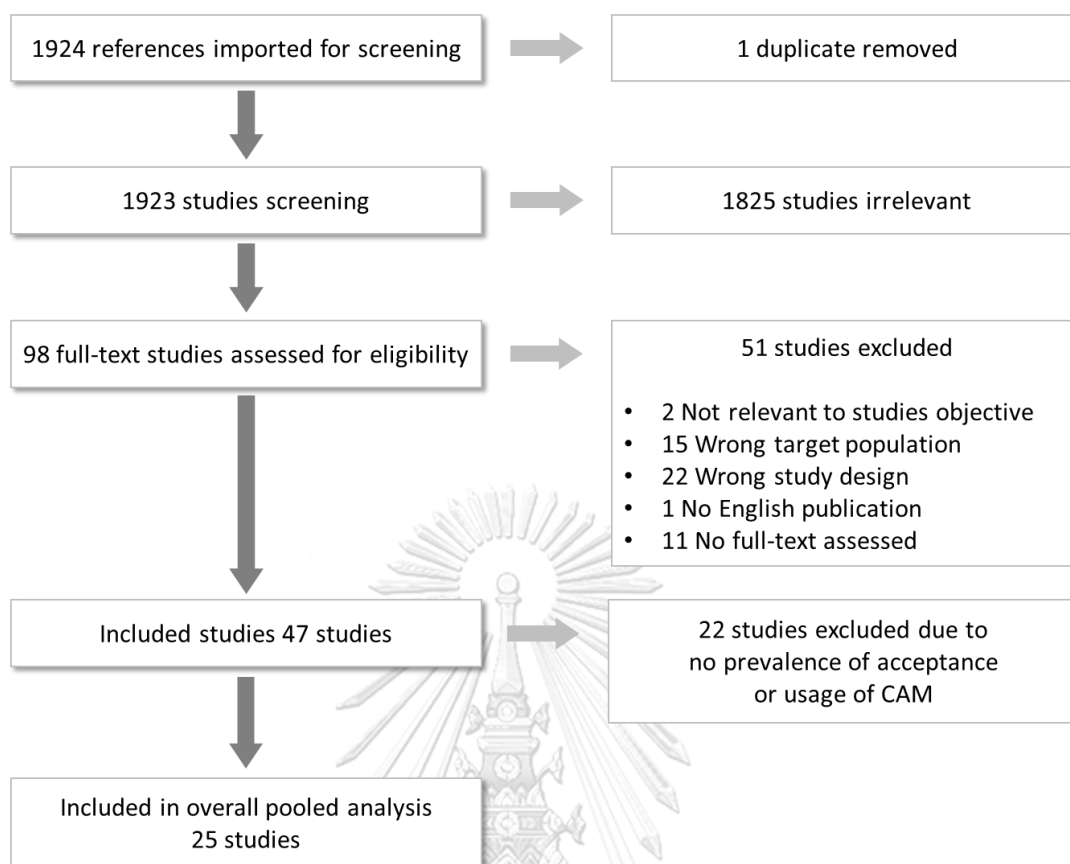 1924 references imported for screening
1 duplicate removed
1923 studies screening
1825 studies irrelevant
98 full-text studies assessed for eligibility
51 studies excluded
• 2 Not relevant to studies objective
• 15 Wrong target population
• 22 Wrong study design
• 1 No English publication
• 11 No full-text assessed
Included studies 47 studies
22 studies excluded due to
no prevalence of acceptance
or usage of CAM
Included in overall pooled analysis
25 studies